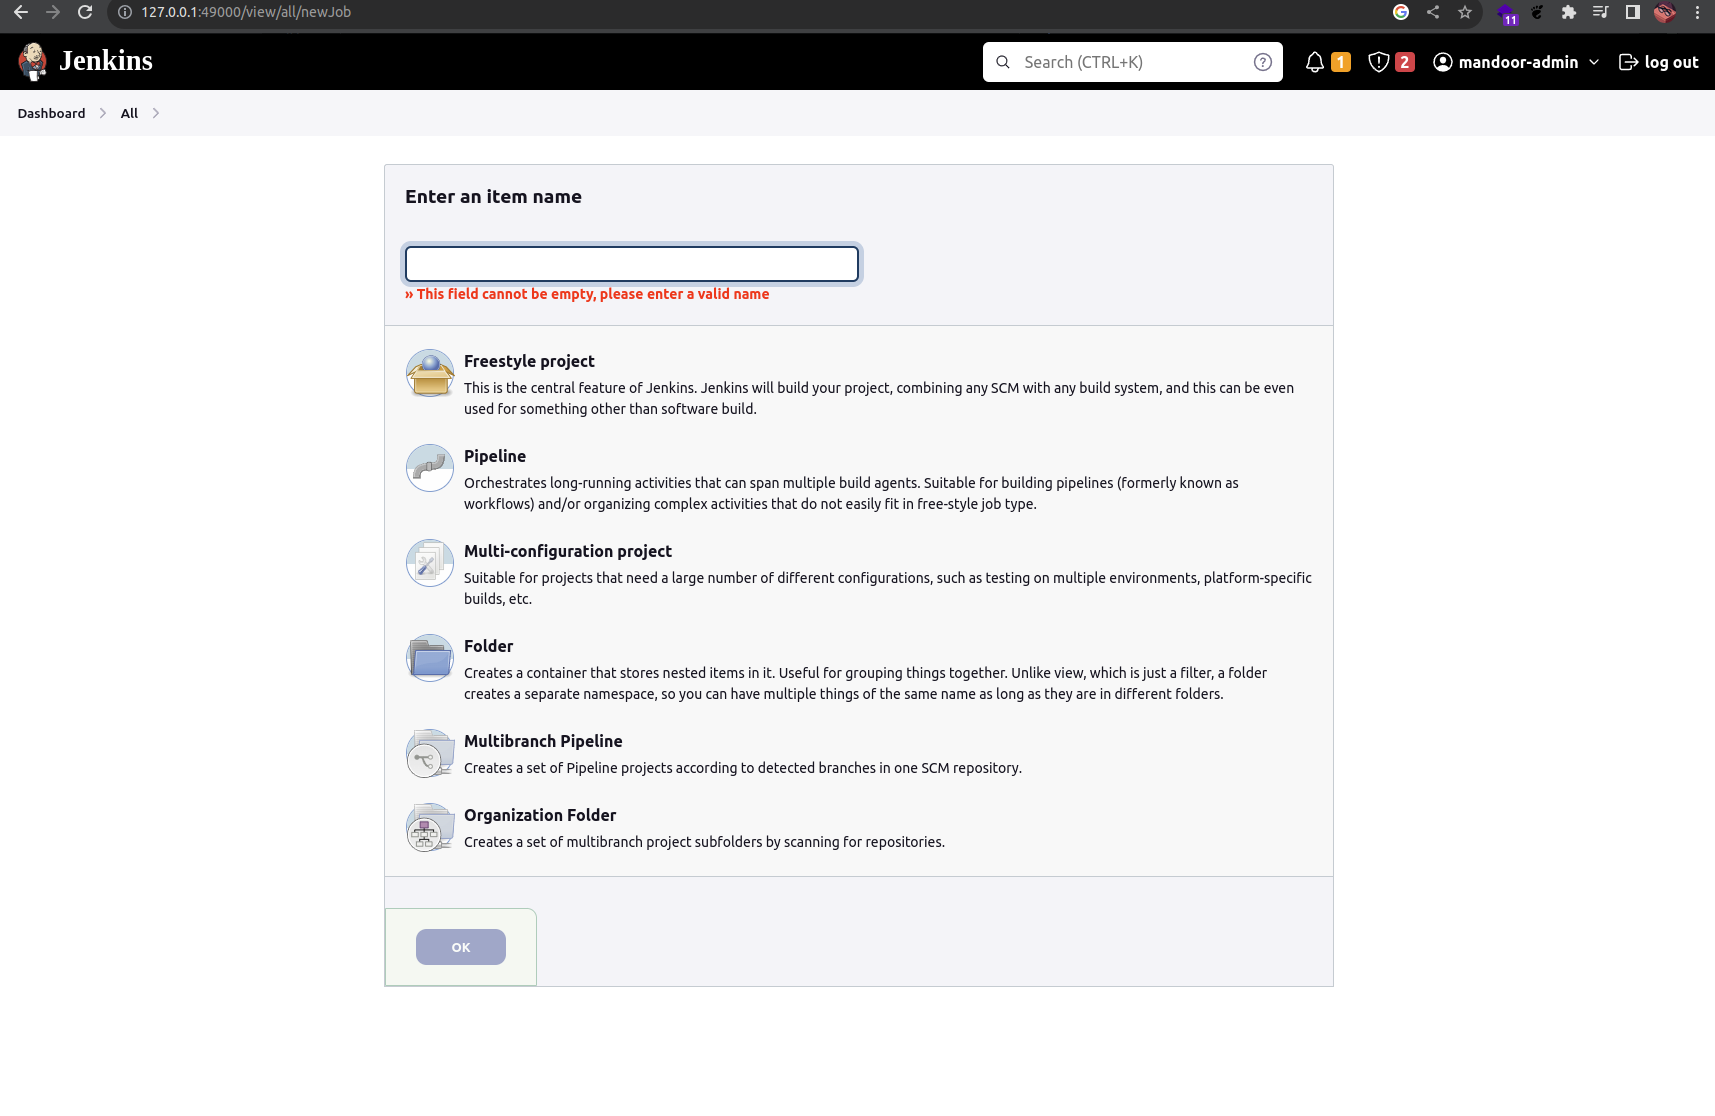 127.0.0.1:49000/view/all/newJob
11
Jenkins
Search (CTRL+K)
?
1
2
mandoor-admin
log out
Dashboard
All
Enter an item name
» This field cannot be empty, please enter a valid name
Freestyle project
This is the central feature of Jenkins. Jenkins will build your project, combining any SCM with any build system, and this can be even
used for something other than software build.
Pipeline
Orchestrates long-running activities that can span multiple build agents. Suitable for building pipelines (formerly known as
workflows) and/or organizing complex activities that do not easily fit in free-style job type.
Multi-configuration project
Suitable for projects that need a large number of different configurations, such as testing on multiple environments, platform-specific
builds, etc.
Folder
Creates a container that stores nested items in it. Useful for grouping things together. Unlike view, which is just a filter, a folder
creates a separate namespace, so you can have multiple things of the same name as long as they are in different folders.
Multibranch Pipeline
Creates a set of Pipeline projects according to detected branches in one SCM repository.
Organization Folder
Creates a set of multibranch project subfolders by scanning for repositories.
OK